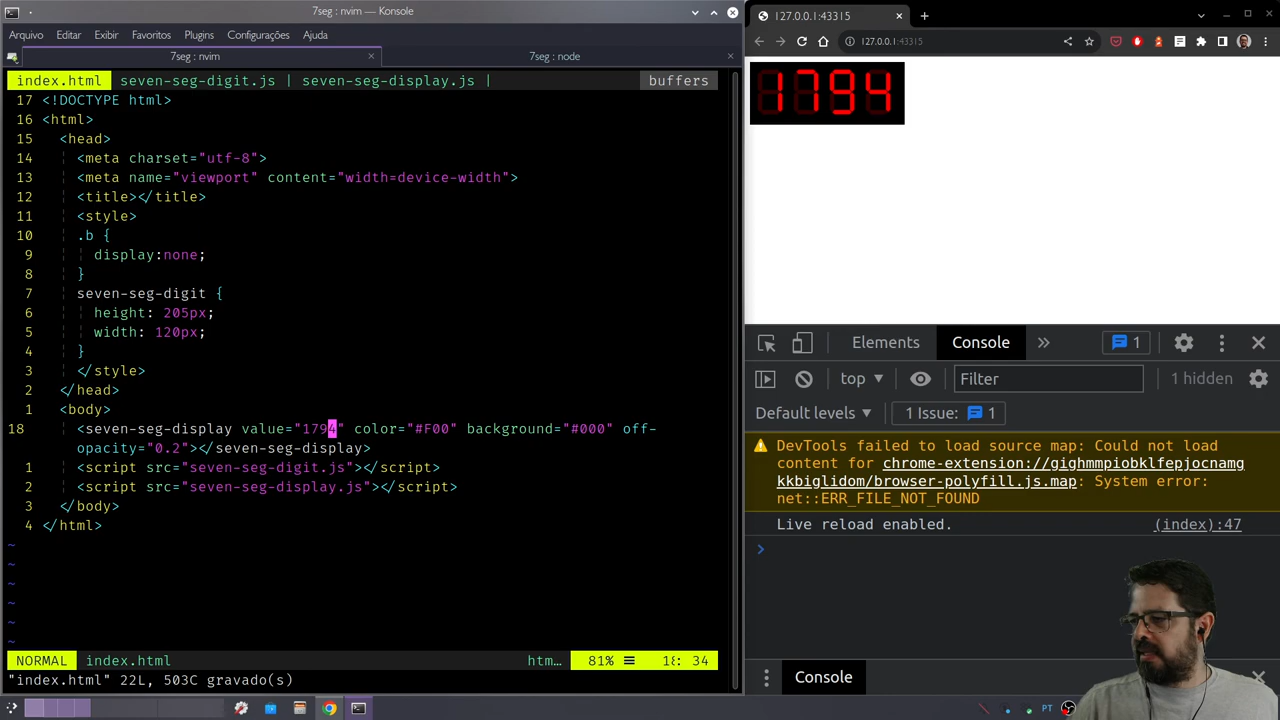 7seg : nvim — Konsole
Arquivo Editar Exibir Favoritos Plugins Configurações Ajuda
7seg : nvim
7seg : node
index.html seven-seg-digit.js | seven-seg-display.js | buffers
17 <!DOCTYPE html>
16 <html>
15 <head>
14 <meta charset="utf-8">
13 <meta name="viewport" content="width=device-width">
12 <title></title>
11 <style>
10 .b {
9 display:none;
8 }
7 seven-seg-digit {
6 height: 205px;
5 width: 120px;
4 }
3 </style>
2 </head>
1 <body>
18 <seven-seg-display value="1794" color="#F00" background="#000" off-
opacity="0.2"></seven-seg-display>
1 <script src="seven-seg-digit.js"></script>
2 <script src="seven-seg-display.js"></script>
3 </body>
4 </html>
~
~
~
~
~
~
NORMAL index.html htm… 81% 18: 34
"index.html" 22L, 503C gravado(s)
127.0.0.1:43315
127.0.0.1:43315
1794
Elements Console » 1
top Filter 1 hidden
Default levels 1 Issue: 1
DevTools failed to load source map: Could not load
content for chrome-extension://gighmmpiobklfepjocnamg
kkbiglidom/browser-polyfill.js.map: System error:
net::ERR_FILE_NOT_FOUND
Live reload enabled. (index):47
Console
PT